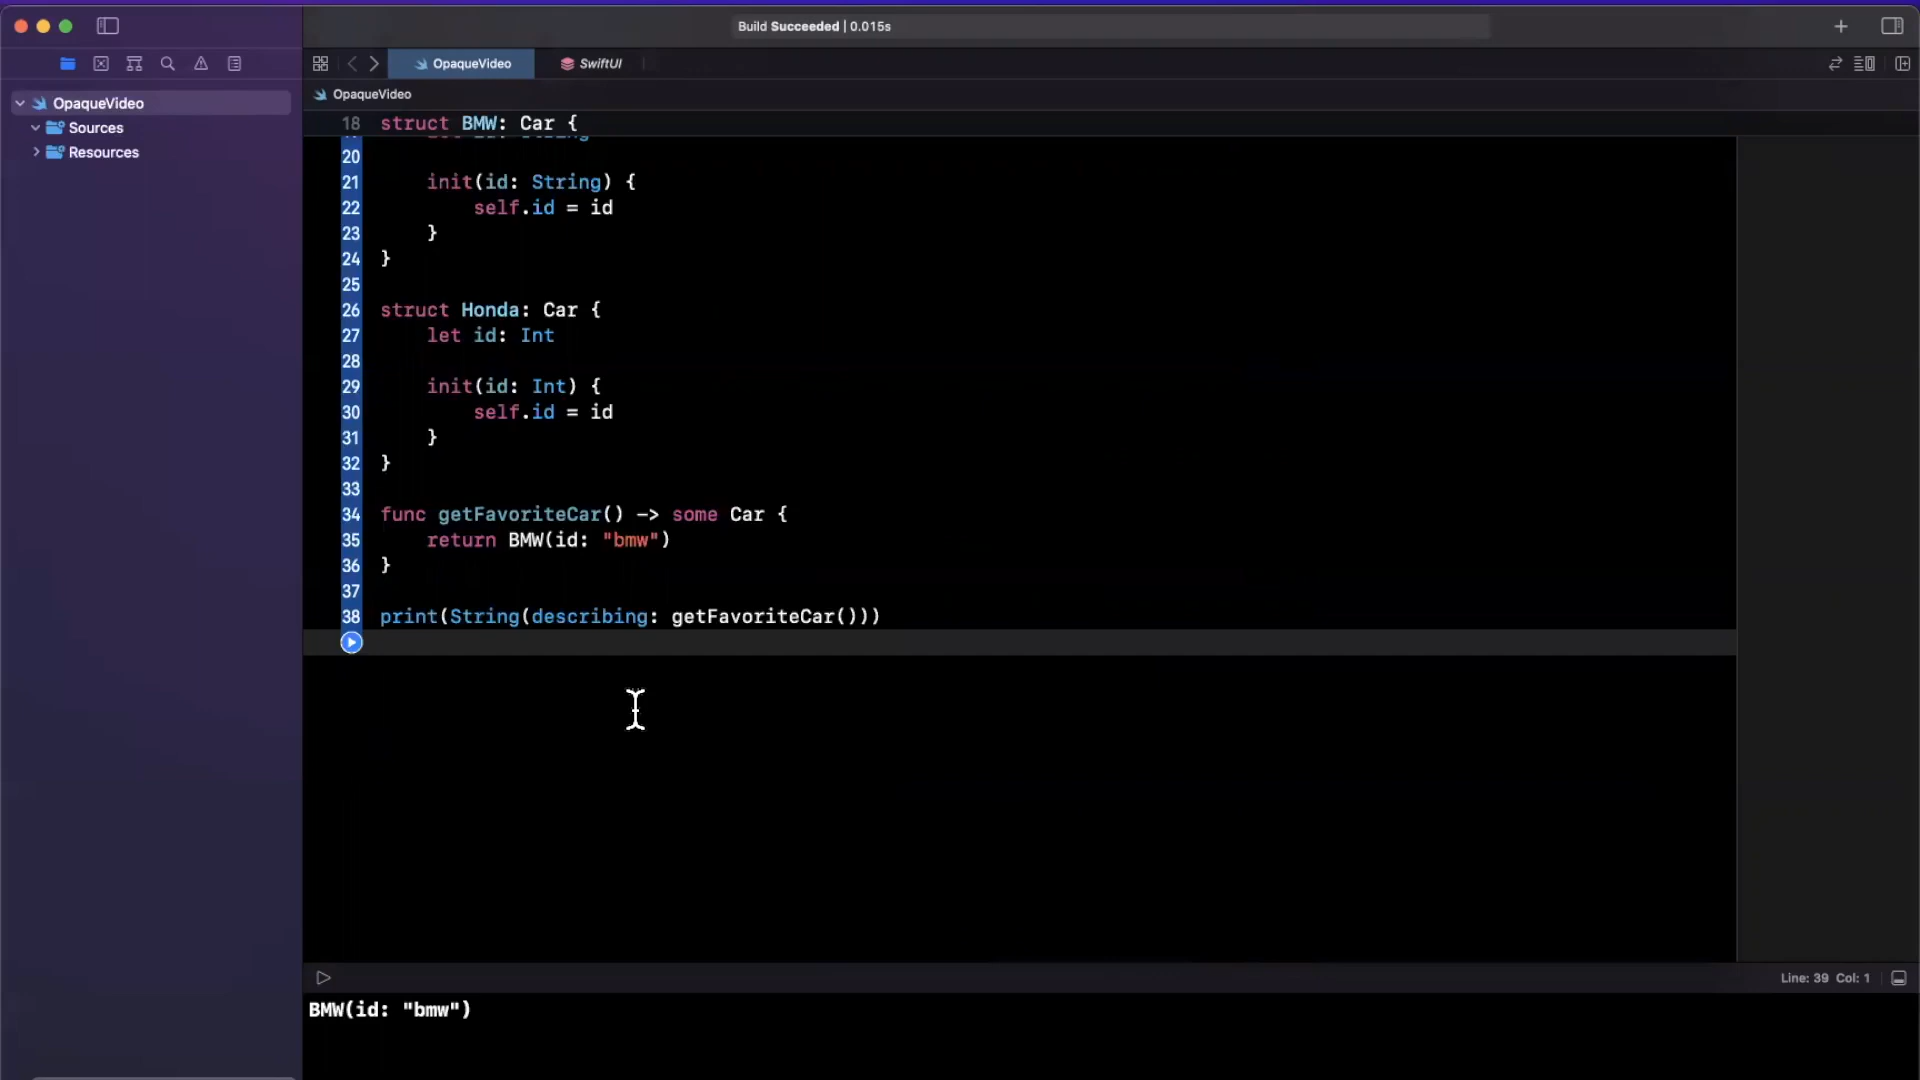 Build Succeeded | 0.015s
OpaqueVideo
SwiftUI
OpaqueVideo
Sources
Resources
OpaqueVideo
18 struct BMW: Car {
20
21     init(id: String) {
22         self.id = id
23     }
24 }
25
26 struct Honda: Car {
27     let id: Int
28
29     init(id: Int) {
30         self.id = id
31     }
32 }
33
34 func getFavoriteCar() -> some Car {
35     return BMW(id: "bmw")
36 }
37
38 print(String(describing: getFavoriteCar()))
Line: 39 Col: 1
BMW(id: "bmw")